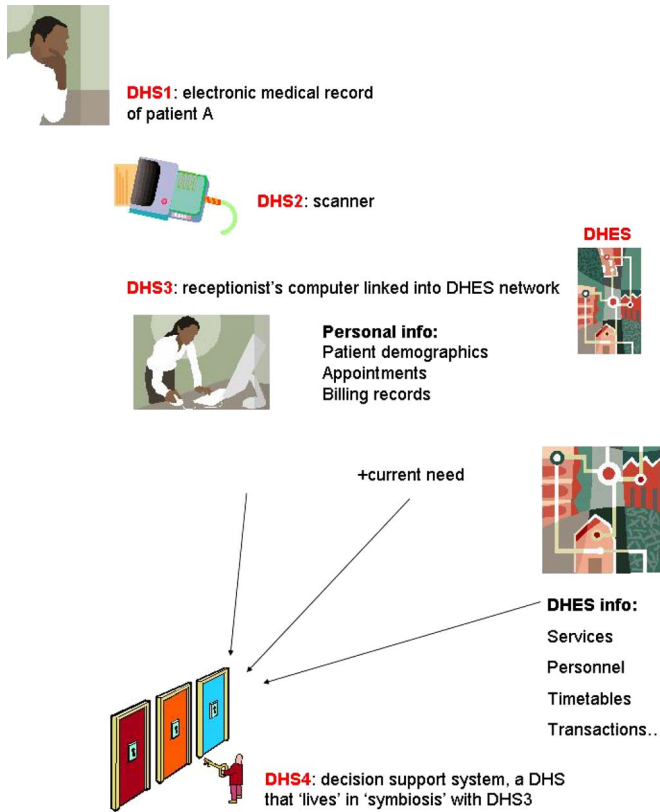 DHS1: electronic medical record
of patient A
DHS2: scanner
DHES
DHS3: receptionist's computer linked into DHES network
Personal info:
Patient demographics
Appointments
Billing records
+current need
DHES info:
Services
Personnel
Timetables
Transactions..
DHS4: decision support system, a DHS
that 'lives' in 'symbiosis' with DHS3